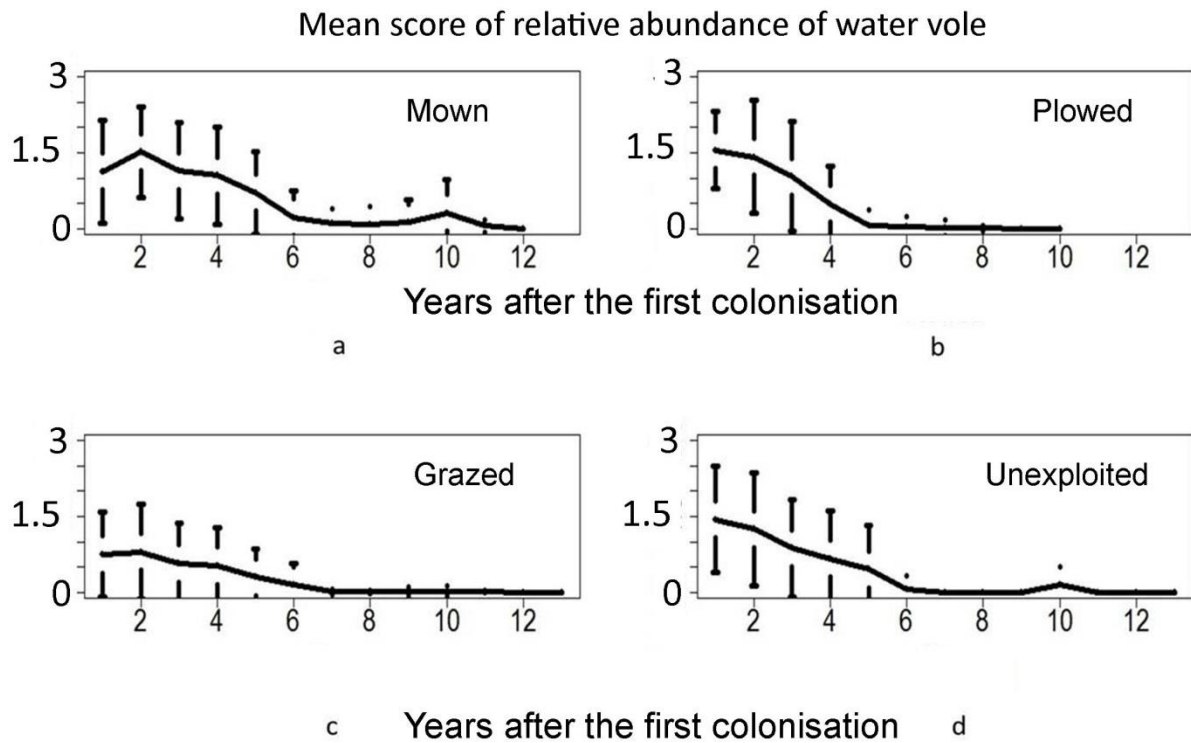 Mean score of relative abundance of water vole
3
1.5
0
Mown
2 4 6 8 10 12
3
1.5
0
Plowed
2 4 6 8 10 12
Years after the first colonisation
a
b
3
1.5
0
Grazed
2 4 6 8 10 12
3
1.5
0
Unexploited
2 4 6 8 10 12
c Years after the first colonisation d